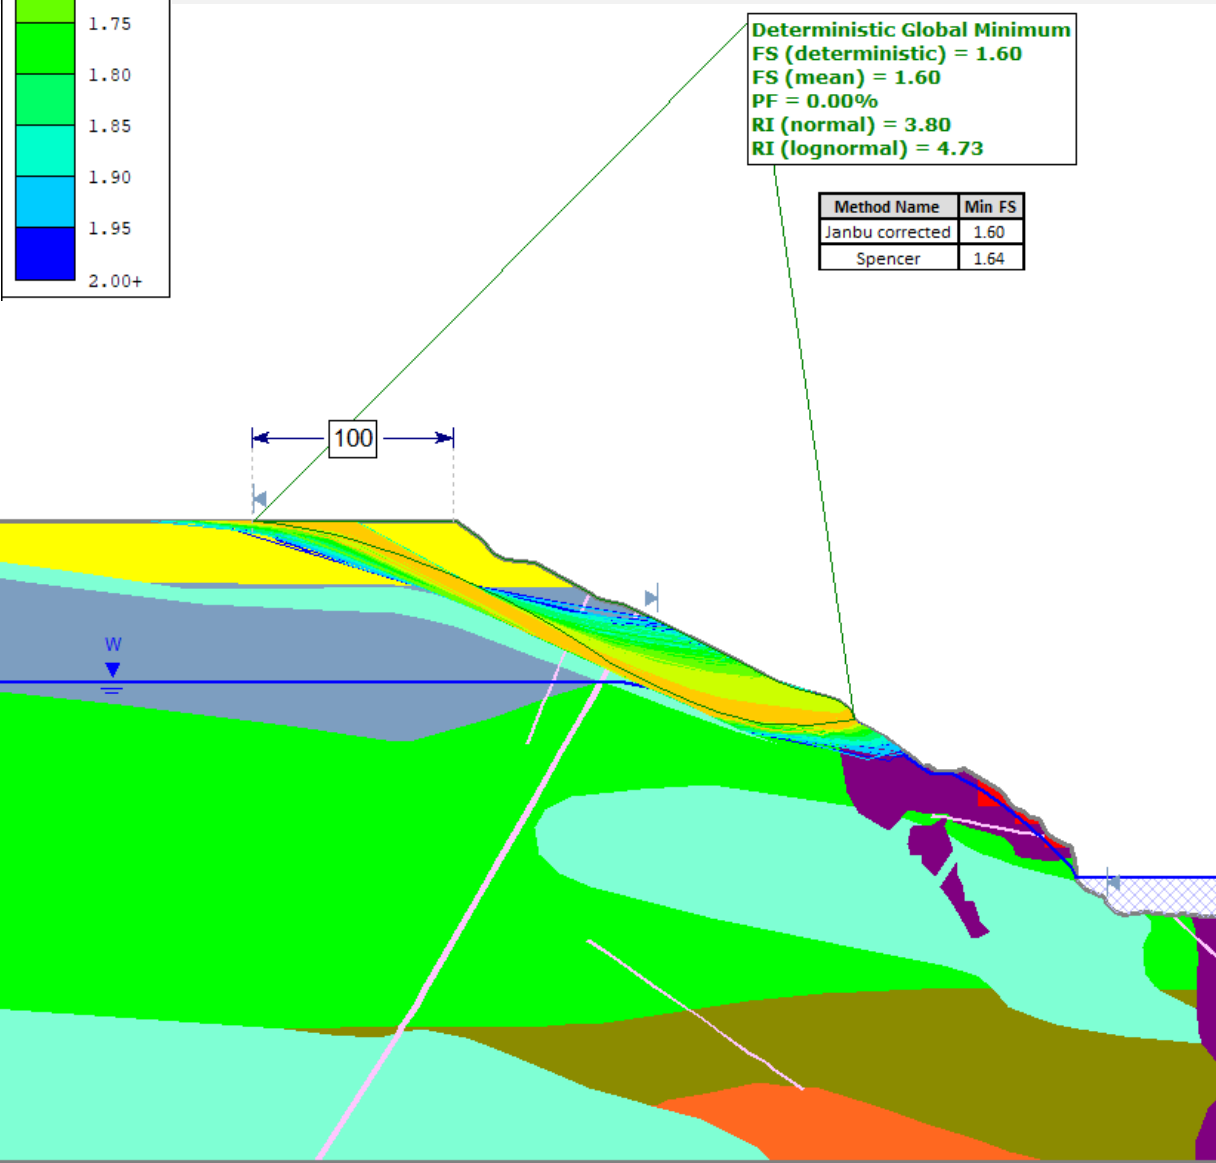 1.75
1.80
1.85
1.90
1.95
2.00+
Deterministic Global Minimum
FS (deterministic) = 1.60
FS (mean) = 1.60
PF = 0.00%
RI (normal) = 3.80
RI (lognormal) = 4.73
Method Name Min FS
Janbu corrected 1.60
Spencer 1.64
100
W